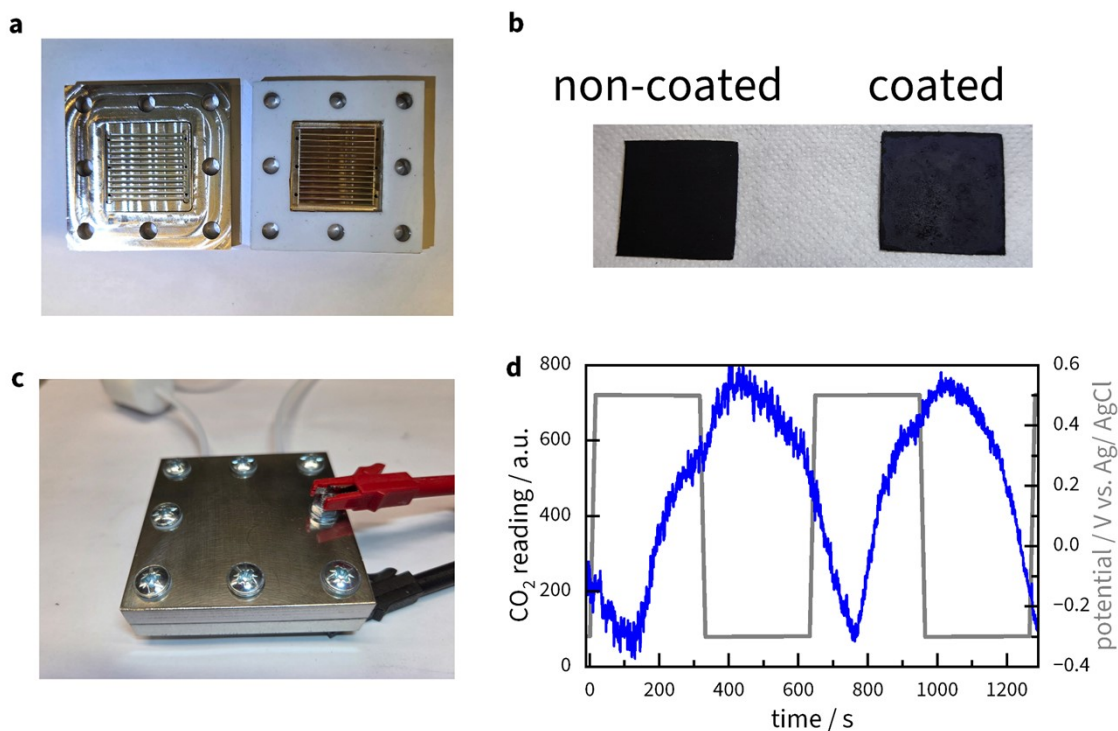 a
b
non-coated
coated
c
d
800
600
400
200
0
CO₂ reading / a.u.
0.6
0.4
0.2
0.0
−0.2
−0.4
potential / V vs. Ag/ AgCl
0
200
400
600
800
1000
1200
time / s